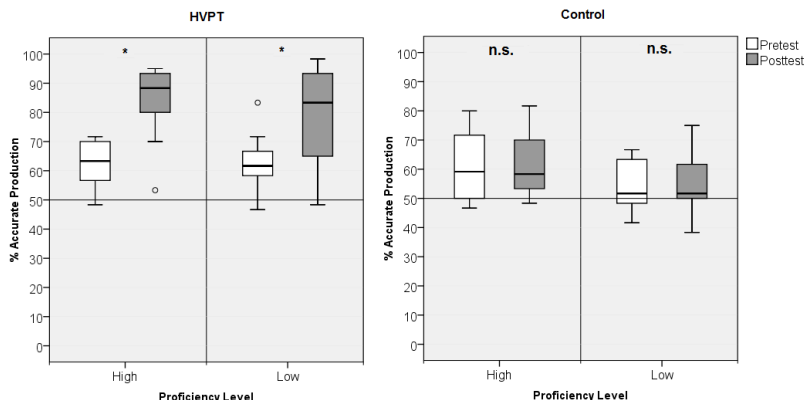 HVPT
% Accurate Production
100
90
80
70
60
50
40
30
20
10
0
*
*
High
Low
Proficiency Level
Control
% Accurate Production
100
90
80
70
60
50
40
30
20
10
0
n.s.
n.s.
High
Low
Proficiency Level
Pretest
Posttest